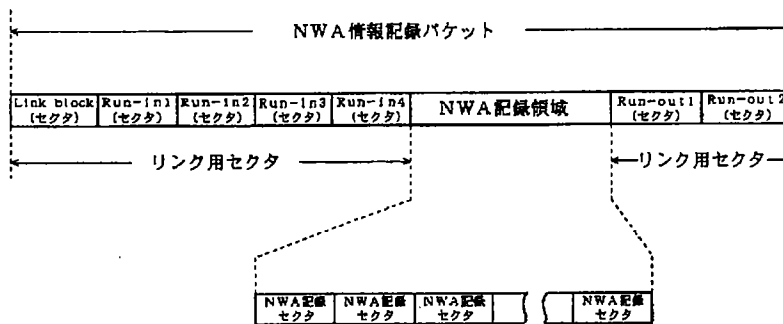 NWA情報記録パケット
Link block Run-in1 Run-in2 Run-in3 Run-in4 NWA記録領域 Run-out1 Run-out2
(セクタ) (セクタ) (セクタ) (セクタ) (セクタ) (セクタ) (セクタ)
リンク用セクタ リンク用セクタ
NWA記録 NWA記録 NWA記録 NWA記録
セクタ セクタ セクタ セクタ